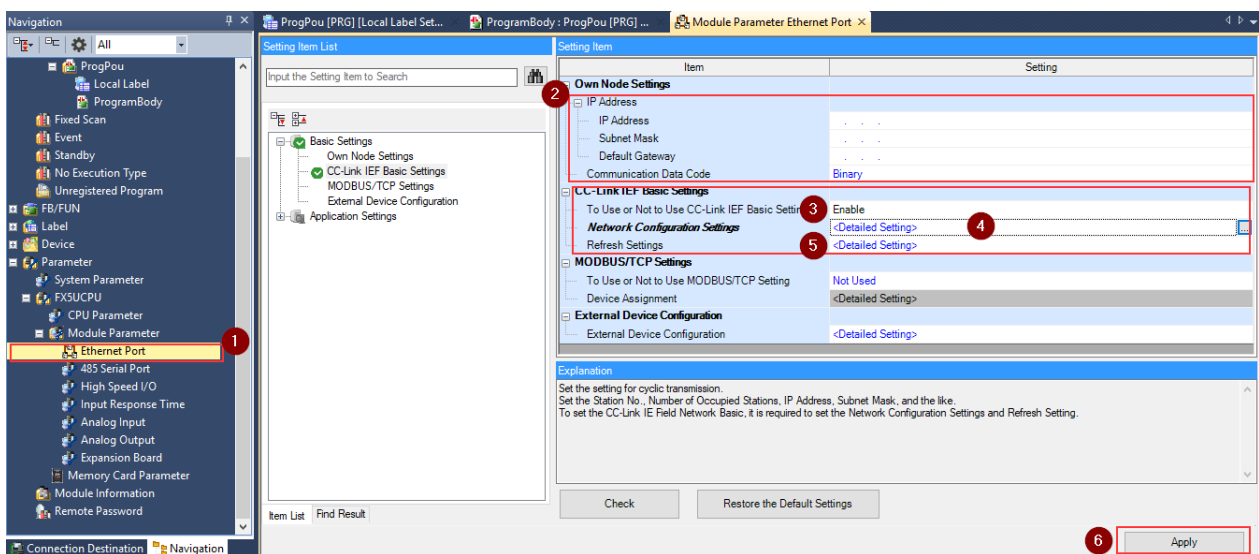 Navigation
All
ProgPou
Local Label
ProgramBody
Fixed Scan
Event
Standby
No Execution Type
Unregistered Program
FB/FUN
Label
Device
Parameter
System Parameter
FX5UCPU
CPU Parameter
Module Parameter
1
Ethernet Port
485 Serial Port
High Speed I/O
Input Response Time
Analog Input
Analog Output
Expansion Board
Memory Card Parameter
Module Information
Remote Password
Connection Destination Navigation
ProgPou [PRG] [Local Label Set... ProgramBody : ProgPou [PRG] ... Module Parameter Ethernet Port
Setting Item List
Input the Setting Item to Search
Basic Settings
Own Node Settings
CC-Link IEF Basic Settings
MODBUS/TCP Settings
External Device Configuration
Application Settings
Item List Find Result
Setting Item
Item Setting
Own Node Settings
2
IP Address
IP Address . . .
Subnet Mask . . .
Default Gateway . . .
Communication Data Code Binary
CC-Link IEF Basic Settings
To Use or Not to Use CC-Link IEF Basic Settin 3 Enable
Network Configuration Settings <Detailed Setting> 4 ...
Refresh Settings 5 <Detailed Setting>
MODBUS/TCP Settings
To Use or Not to Use MODBUS/TCP Setting Not Used
Device Assignment <Detailed Setting>
External Device Configuration
External Device Configuration <Detailed Setting>
Explanation
Set the setting for cyclic transmission.
Set the Station No., Number of Occupied Stations, IP Address, Subnet Mask, and the like.
To set the CC-Link IE Field Network Basic, it is required to set the Network Configuration Settings and Refresh Setting.
Check Restore the Default Settings
6 Apply